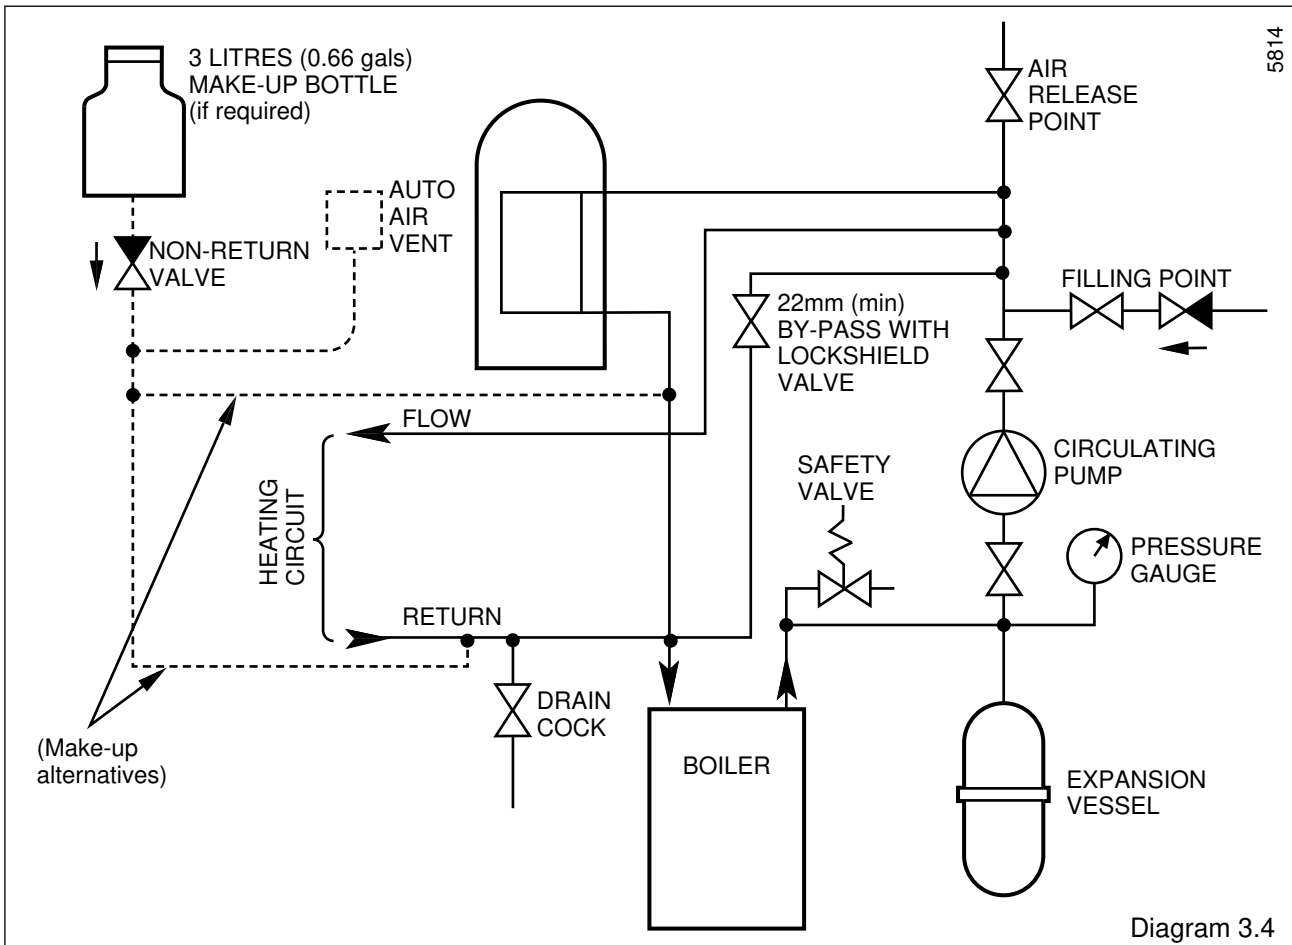 3 LITRES (0.66 gals)
MAKE-UP BOTTLE
(if required)
5814
AIR
RELEASE
POINT
AUTO
AIR
VENT
NON-RETURN
VALVE
FILLING POINT
22mm (min)
BY-PASS WITH
LOCKSHIELD
VALVE
FLOW
CIRCULATING
PUMP
SAFETY
VALVE
HEATING
CIRCUIT
PRESSURE
GAUGE
RETURN
DRAIN
COCK
(Make-up
alternatives)
BOILER
EXPANSION
VESSEL
Diagram 3.4